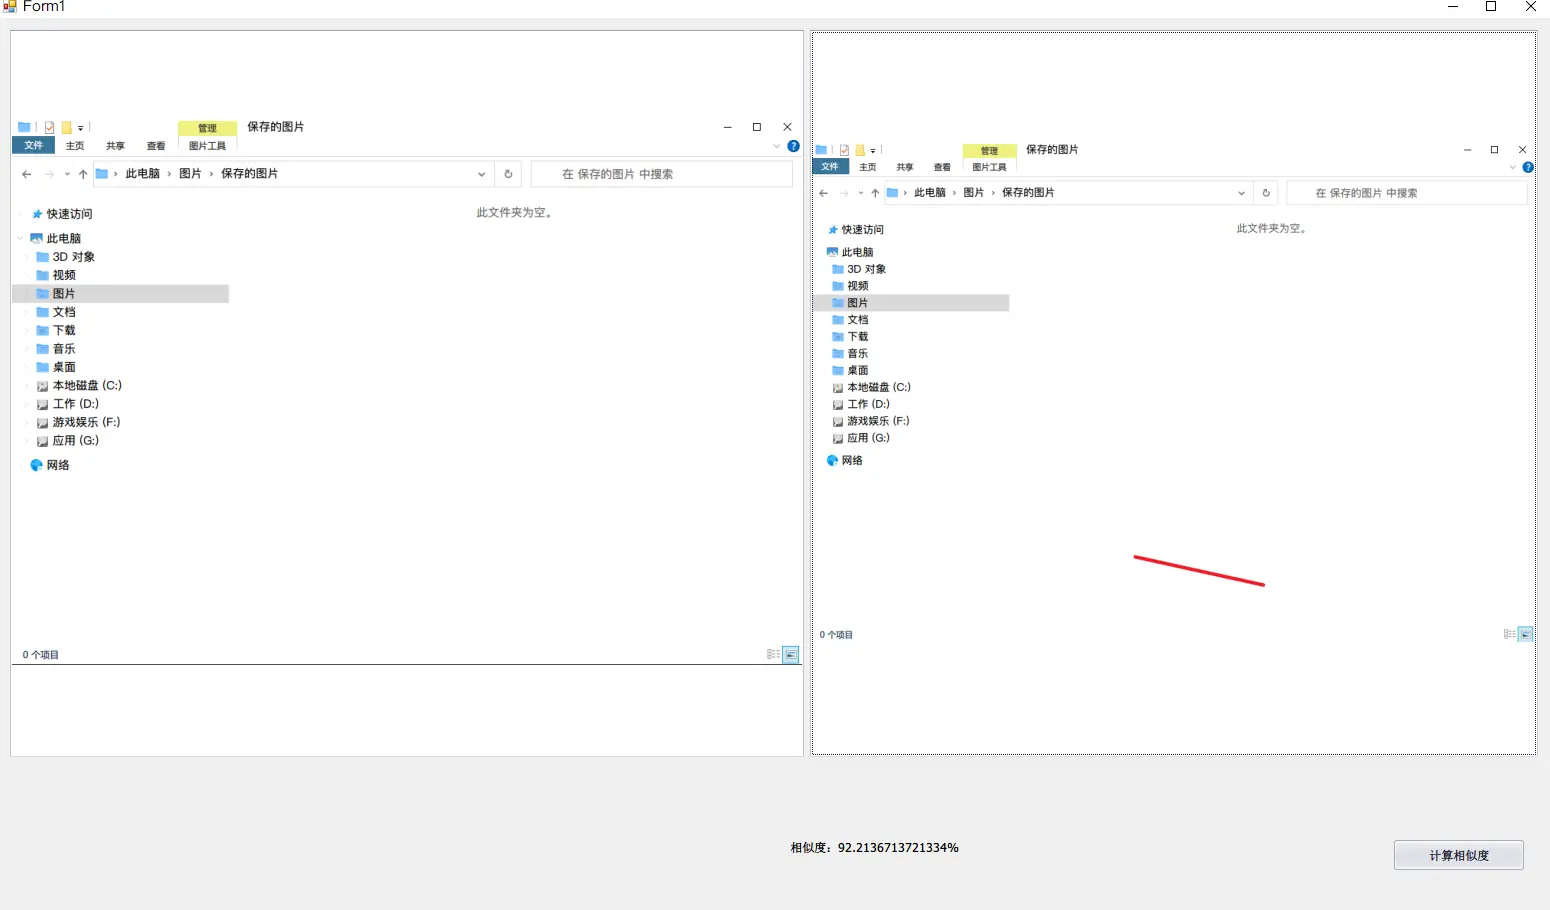 Form1
管理 保存的图片
文件 主页 共享 查看 图片工具
此电脑 图片 保存的图片
在 保存的图片 中搜索
快速访问
此文件夹为空。
此电脑
3D 对象
视频
图片
文档
下载
音乐
桌面
本地磁盘 (C:)
工作 (D:)
游戏娱乐 (F:)
应用 (G:)
网络
0 个项目
管理 保存的图片
文件 主页 共享 查看 图片工具
此电脑 图片 保存的图片
在 保存的图片 中搜索
快速访问
此文件夹为空。
此电脑
3D 对象
视频
图片
文档
下载
音乐
桌面
本地磁盘 (C:)
工作 (D:)
游戏娱乐 (F:)
应用 (G:)
网络
0 个项目
相似度：92.2136713721334%
计算相似度